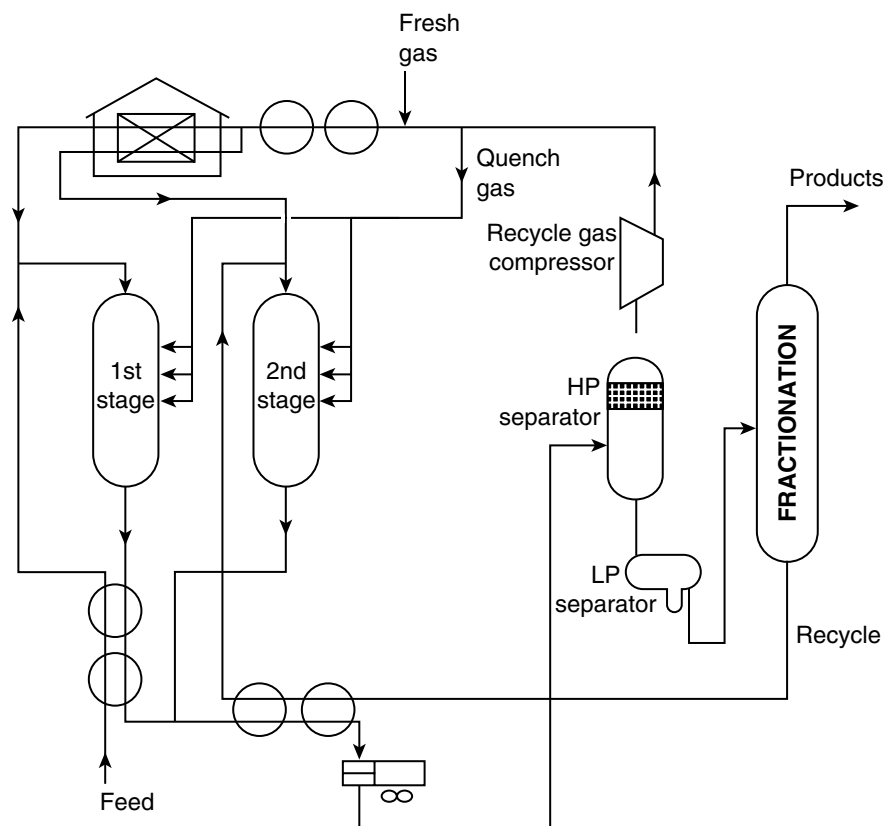 Fresh
gas
Quench
gas
Products
Recycle gas
compressor
1st
stage
2nd
stage
HP
separator
FRACTIONATION
LP
separator
Recycle
Feed